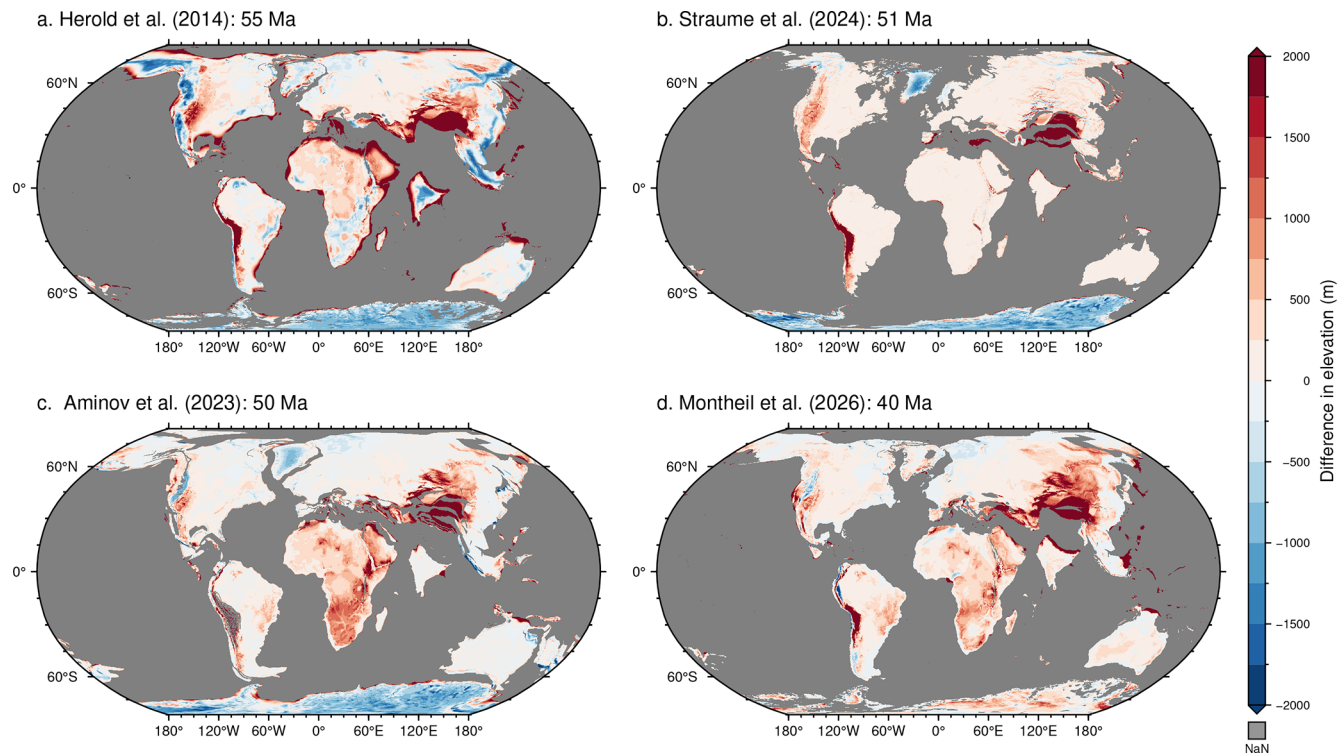 a. Herold et al. (2014): 55 Ma
60°N
0°
60°S
180° 120°W 60°W 0° 60°E 120°E 180°
b. Straume et al. (2024): 51 Ma
60°N
0°
60°S
180° 120°W 60°W 0° 60°E 120°E 180°
c. Aminov et al. (2023): 50 Ma
60°N
0°
60°S
180° 120°W 60°W 0° 60°E 120°E 180°
d. Montheil et al. (2026): 40 Ma
60°N
0°
60°S
180° 120°W 60°W 0° 60°E 120°E 180°
2000
1500
1000
500
0
−500
−1000
−1500
−2000
NaN
Difference in elevation (m)